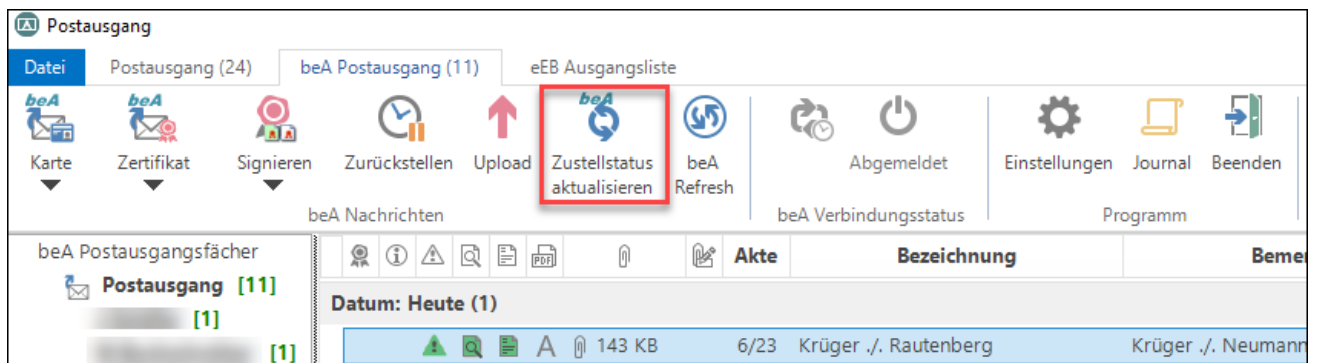 Postausgang
Datei Postausgang (24) beA Postausgang (11) eEB Ausgangsliste
beA beA beA
Karte Zertifikat Signieren Zurückstellen Upload Zustellstatus beA Abgemeldet Einstellungen Journal Beenden
aktualisieren Refresh
beA Nachrichten beA Verbindungsstatus Programm
beA Postausgangsfächer PDF Akte Bezeichnung Bemer
Postausgang [11]
Datum: Heute (1)
[1]
A 143 KB 6/23 Krüger ./. Rautenberg Krüger ./. Neumann
[1]